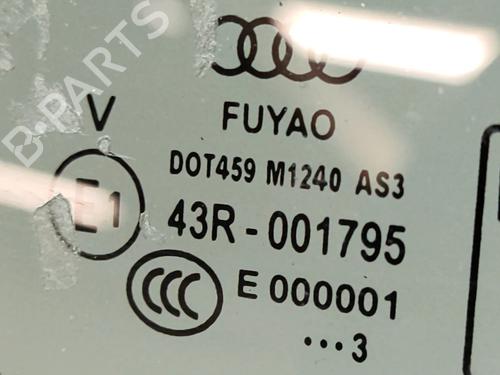 B-PARTS
V
FUYAO
DOT459 M1240 AS3
E1
43R-001795
CCC
E 000001
•••3